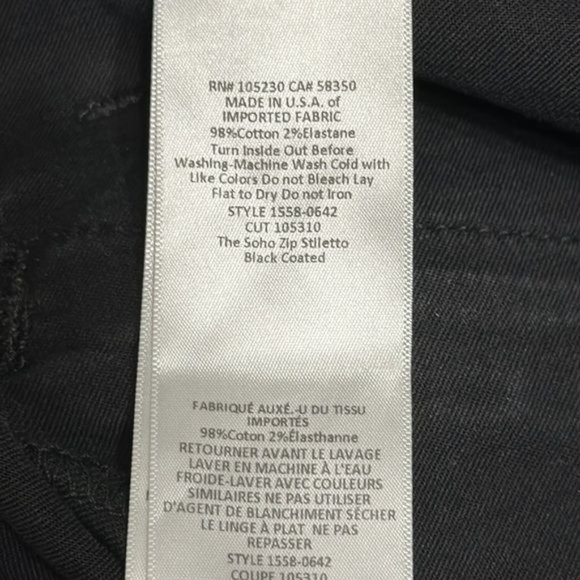 RN# 105230 CA# 58350
MADE IN U.S.A. of
IMPORTED FABRIC
98%Cotton 2%Elastane
Turn Inside Out Before
Washing-Machine Wash Cold with
Like Colors Do not Bleach Lay
Flat to Dry Do not Iron
STYLE 1558-0642
CUT 105310
The Soho Zip Stiletto
Black Coated
FABRIQUÉ AUXÉ.-U DU TISSU
IMPORTÉS
98%Coton 2%Élasthanne
RETOURNER AVANT LE LAVAGE
LAVER EN MACHINE À L'EAU
FROIDE-LAVER AVEC COULEURS
SIMILAIRES NE PAS UTILISER
D'AGENT DE BLANCHIMENT SÉCHER
LE LINGE À PLAT NE PAS
REPASSER
STYLE 1558-0642
COUPE 105310